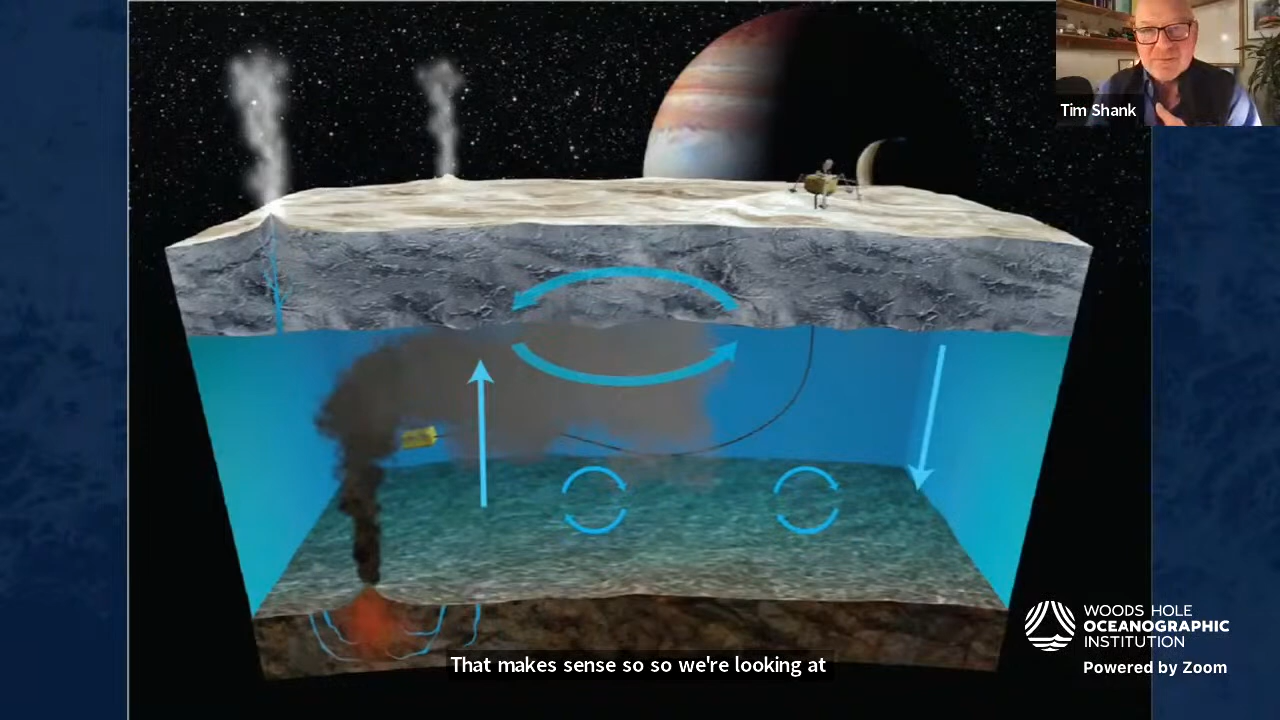 Tim Shank
WOODS HOLE
OCEANOGRAPHIC
INSTITUTION
Powered by Zoom
That makes sense so so we're looking at